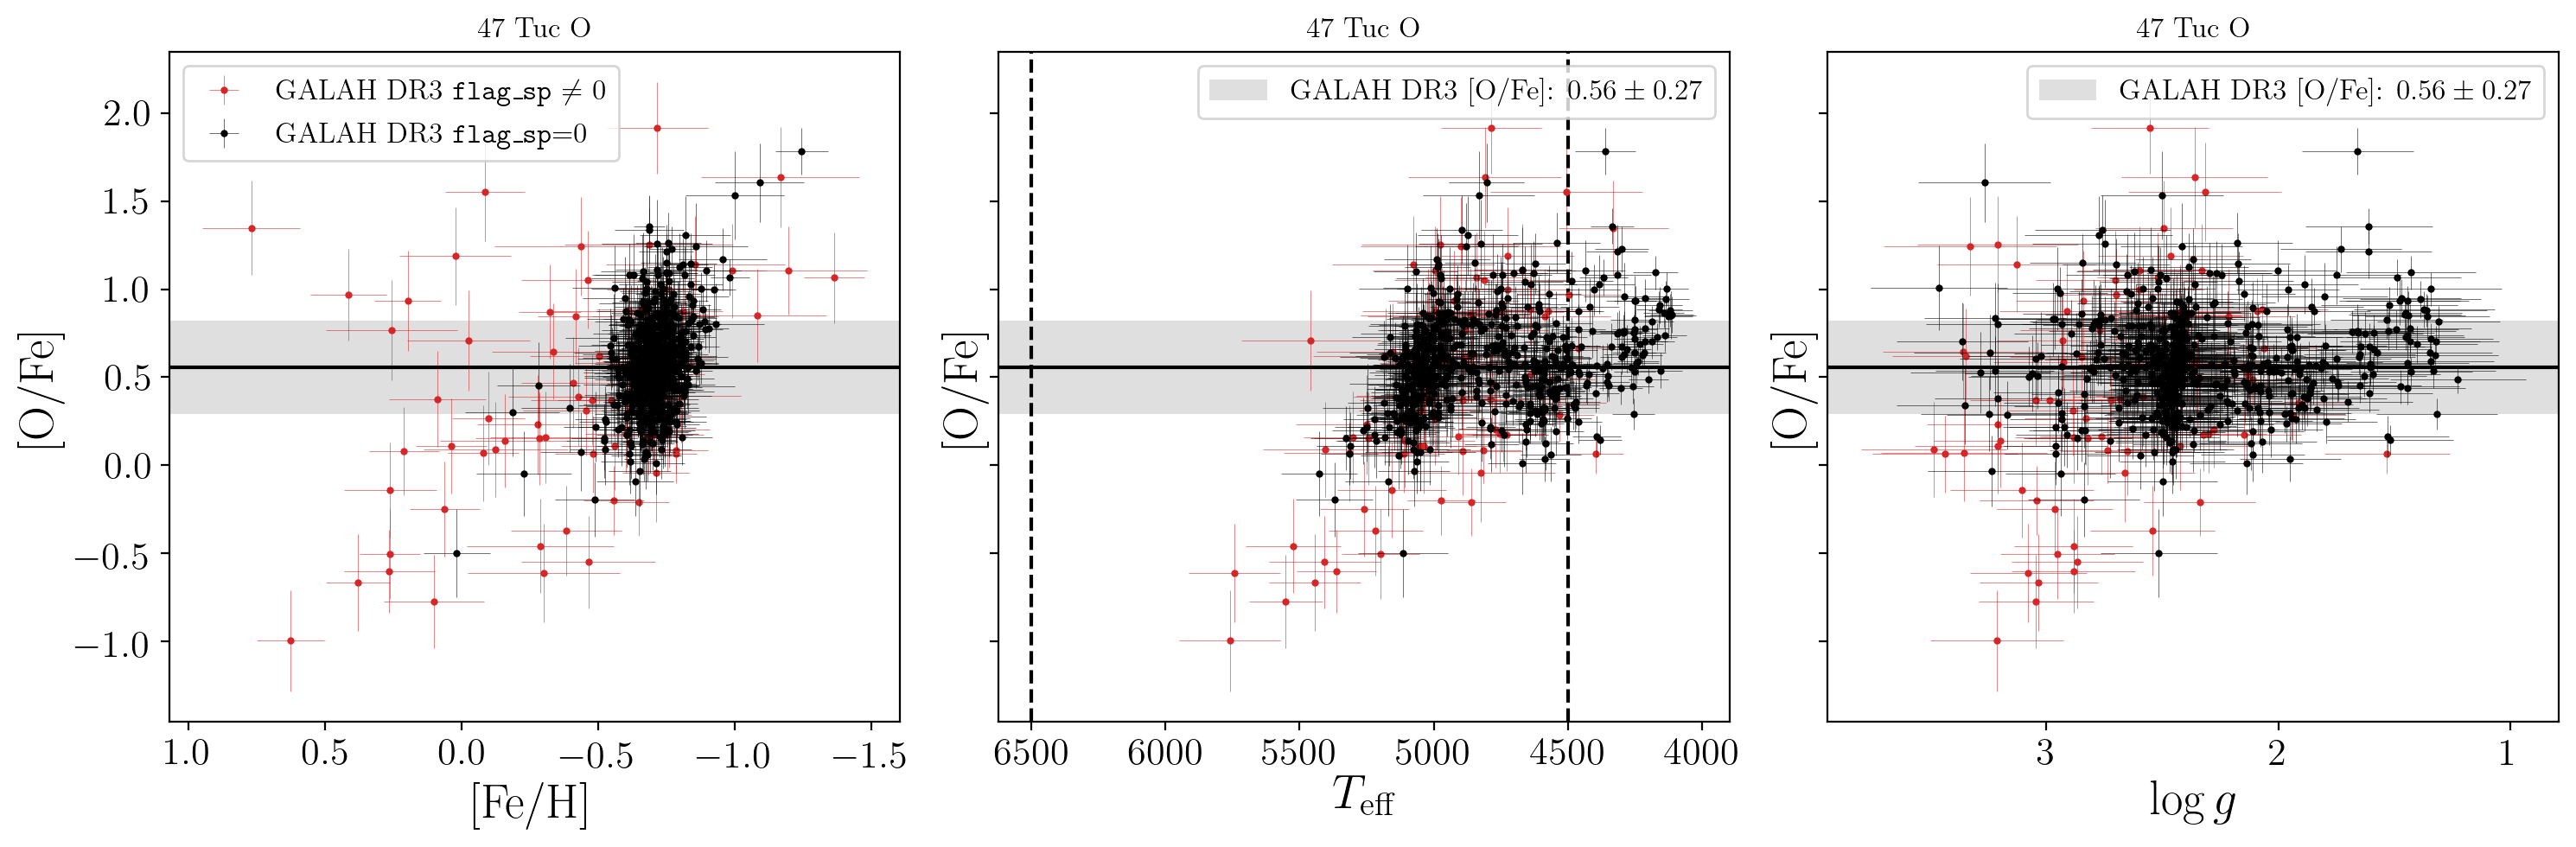 47 Tuc O
GALAH DR3 flag_sp ≠ 0
GALAH DR3 flag_sp=0
[O/Fe]
2.0
1.5
1.0
0.5
0.0
−0.5
−1.0
1.0 0.5 0.0 −0.5 −1.0 −1.5
[Fe/H]
47 Tuc O
GALAH DR3 [O/Fe]: 0.56 ± 0.27
[O/Fe]
6500 6000 5500 5000 4500 4000
T_eff
47 Tuc O
GALAH DR3 [O/Fe]: 0.56 ± 0.27
[O/Fe]
3 2 1
log g